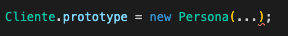 Cliente.prototype = new Persona(...);